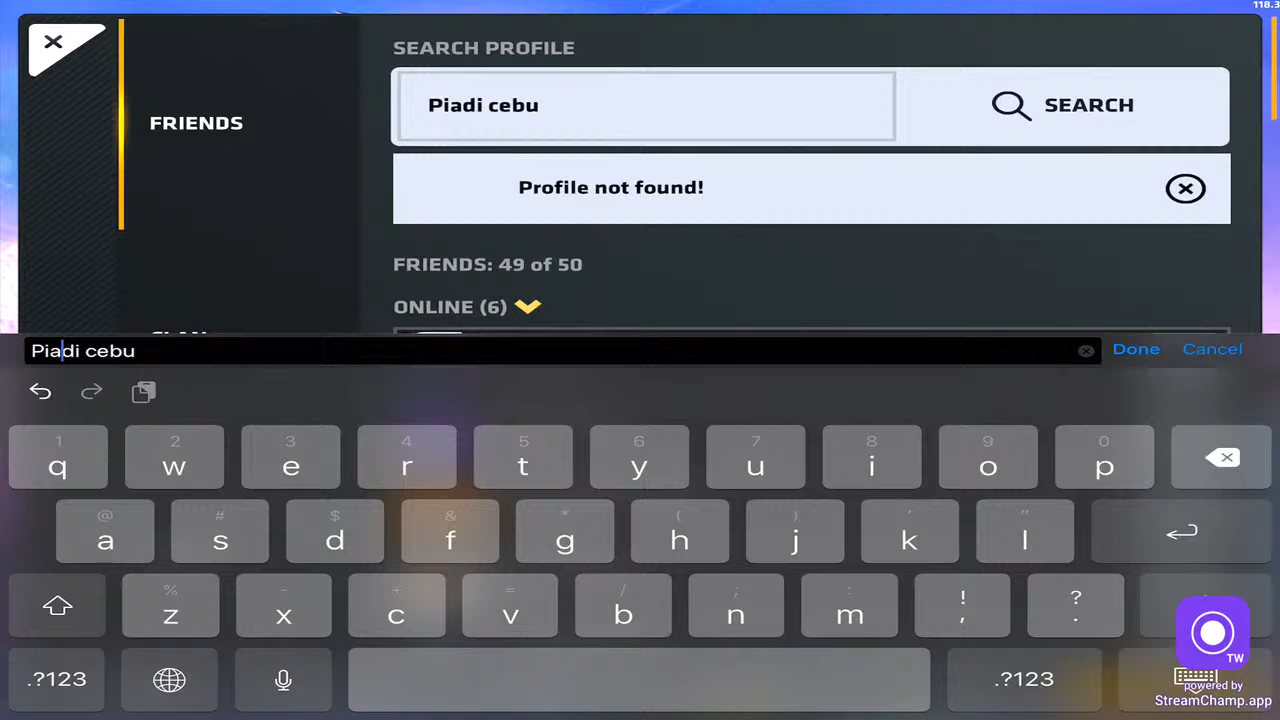 118.3
SEARCH PROFILE
Piadi cebu
SEARCH
FRIENDS
Profile not found!
FRIENDS: 49 of 50
ONLINE (6)
CLAN
Piadi cebu
Done Cancel
1 2 3 4 5 6 7 8 9 0
q w e r t y u i o p
@ # $ & * ( ) ' "
a s d f g h j k l
% - + = / ; : ! ?
z x c v b n m , .
.?123 .?123
TW
powered by
StreamChamp.app